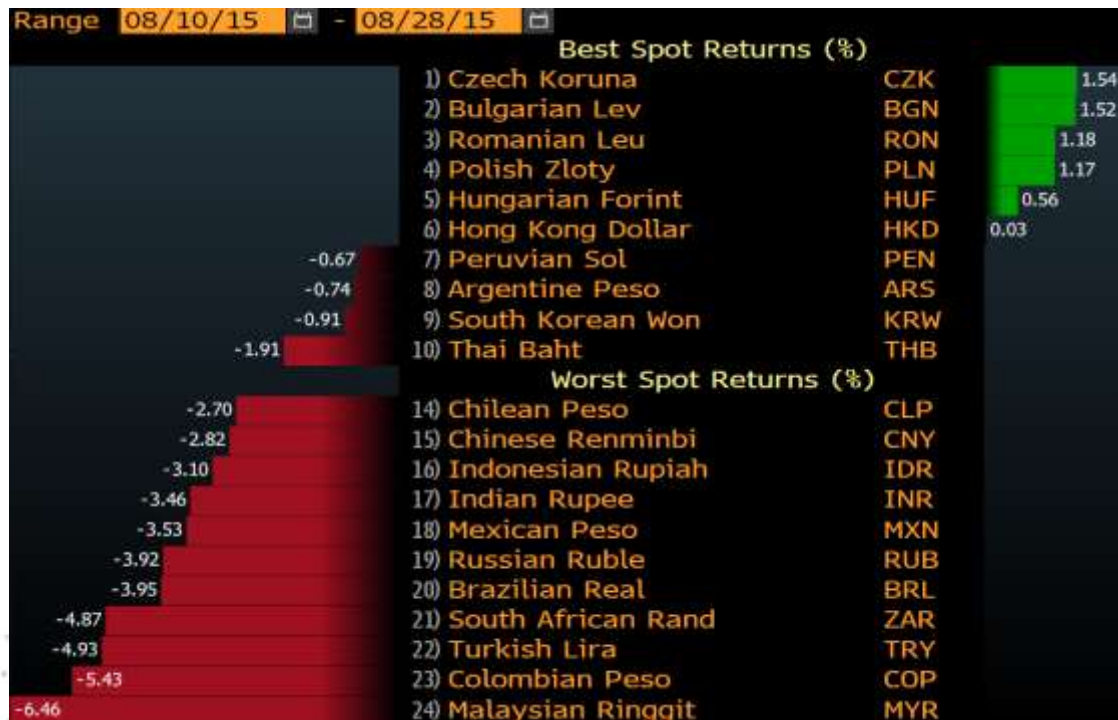 Range 08/10/15 - 08/28/15
Best Spot Returns (%)
1) Czech Koruna CZK 1.54
2) Bulgarian Lev BGN 1.52
3) Romanian Leu RON 1.18
4) Polish Zloty PLN 1.17
5) Hungarian Forint HUF 0.56
6) Hong Kong Dollar HKD 0.03
-0.67 7) Peruvian Sol PEN
-0.74 8) Argentine Peso ARS
-0.91 9) South Korean Won KRW
-1.91 10) Thai Baht THB
Worst Spot Returns (%)
-2.70 14) Chilean Peso CLP
-2.82 15) Chinese Renminbi CNY
-3.10 16) Indonesian Rupiah IDR
-3.46 17) Indian Rupee INR
-3.53 18) Mexican Peso MXN
-3.92 19) Russian Ruble RUB
-3.95 20) Brazilian Real BRL
-4.87 21) South African Rand ZAR
-4.93 22) Turkish Lira TRY
-5.43 23) Colombian Peso COP
-6.46 24) Malaysian Ringgit MYR